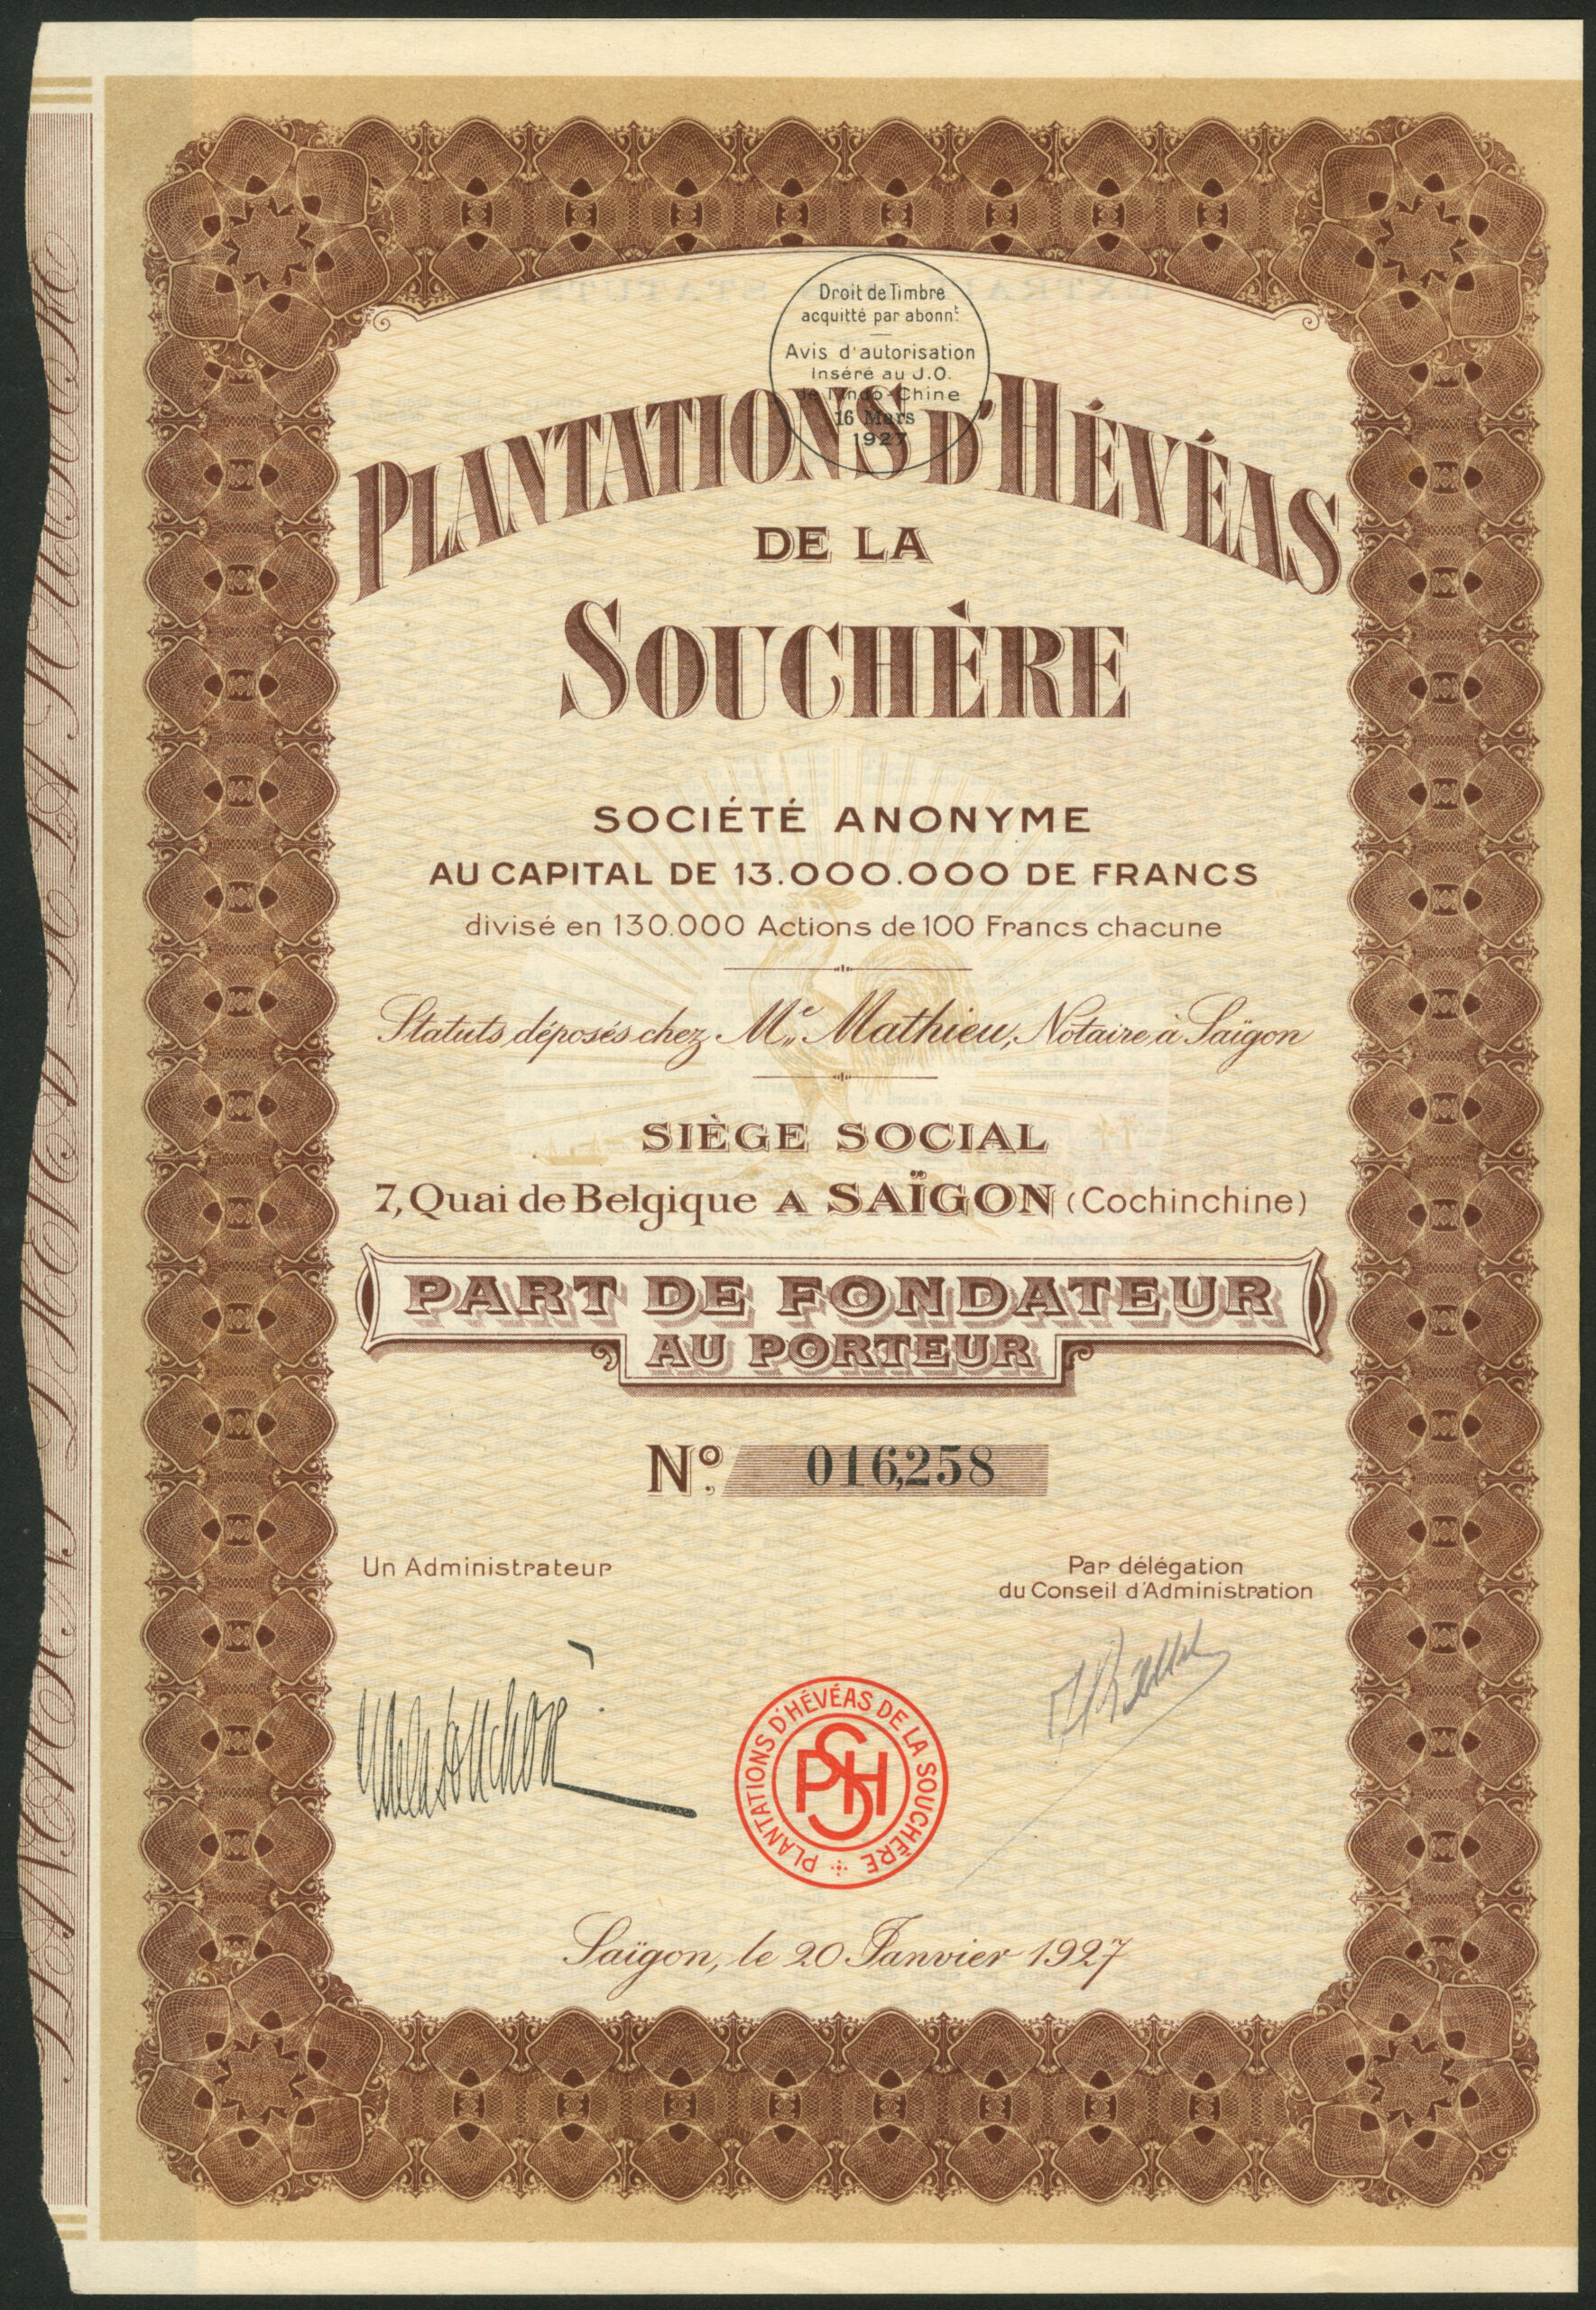 Droit de Timbre
acquitté par abonnt.
Avis d'autorisation
Inséré au J.O.
de l'Indo-Chine
16 Mars
1927
PLANTATIONS D'HÉVÉAS
DE LA
SOUCHÈRE
SOCIÉTÉ ANONYME
AU CAPITAL DE 13.000.000 DE FRANCS
divisé en 130.000 Actions de 100 Francs chacune
Statuts déposés chez Me. Mathieu, Notaire à Saïgon
SIÈGE SOCIAL
7, Quai de Belgique A SAÏGON (Cochinchine)
PART DE FONDATEUR
AU PORTEUR
No. 016,258
Un Administrateur
Par délégation
du Conseil d'Administration
PLANTATIONS D'HÉVÉAS DE LA SOUCHÈRE
PSH
Saïgon, le 20 Janvier 1927